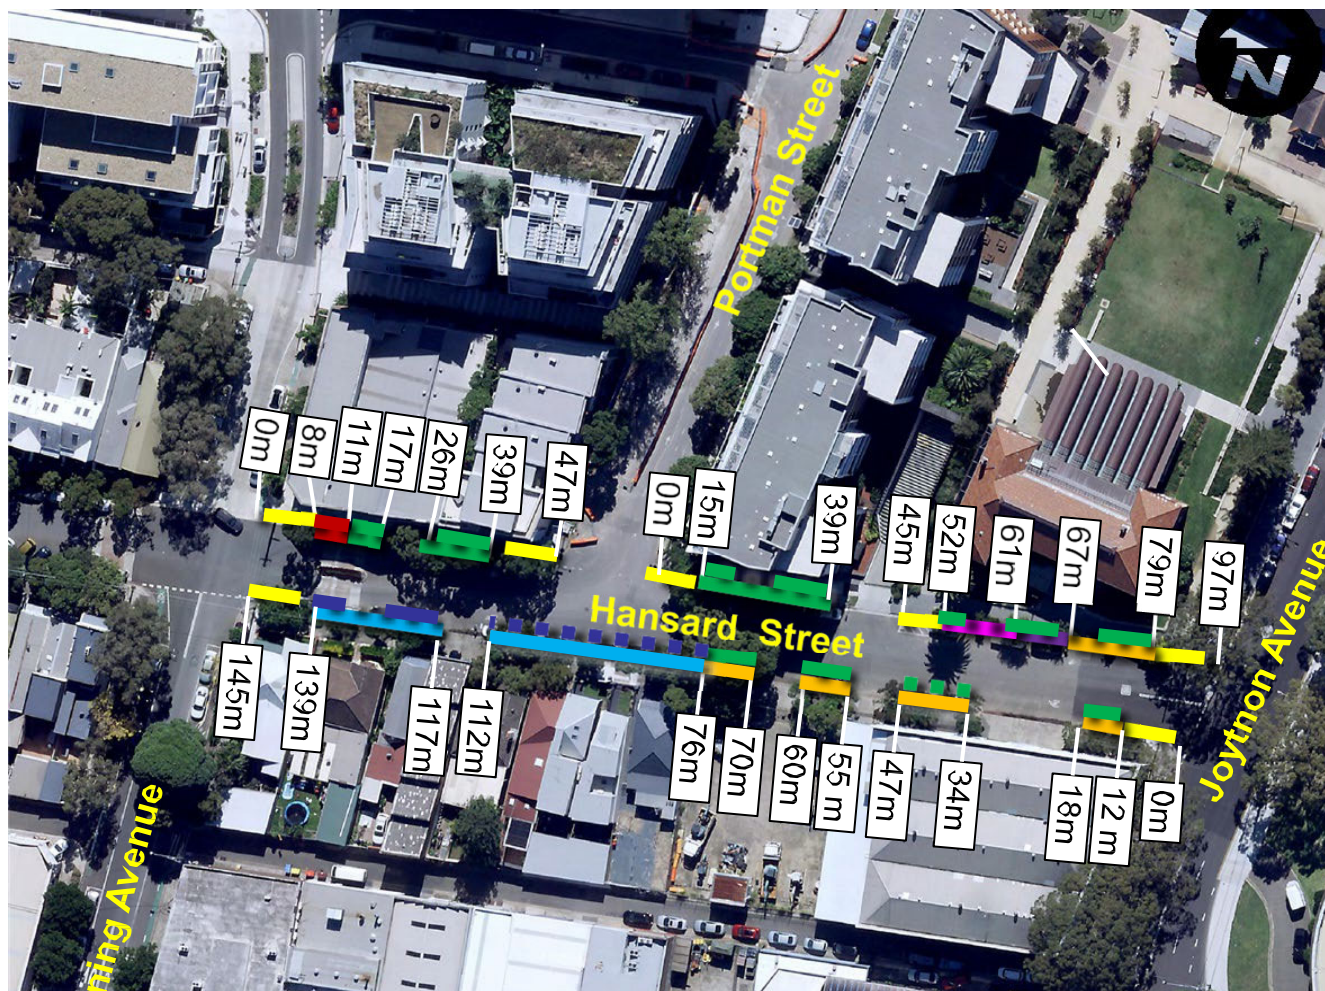 N
Portman Street
0m
8m
11m
17m
26m
39m
47m
0m
15m
39m
45m
52m
61m
67m
79m
97m
Hansard Street
Joytnon Avenue
145m
139m
117m
112m
76m
70m
60m
55 m
47m
34m
18m
12 m
0m
ning Avenue